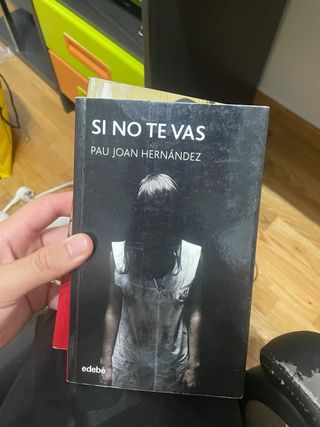 SI NO TE VAS
PAU JOAN HERNÁNDEZ
edebé